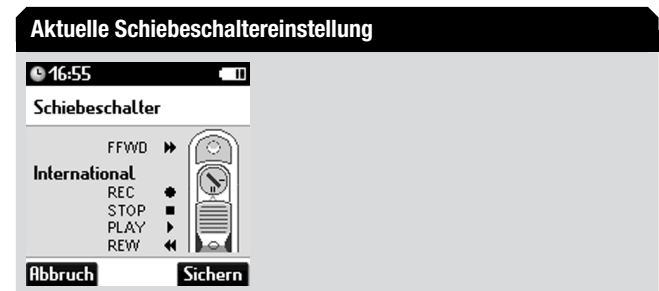 Aktuelle Schiebeschaltereinstellung
16:55
Schiebeschalter
FFWD
International
REC
STOP
PLAY
REW
Abbruch Sichern